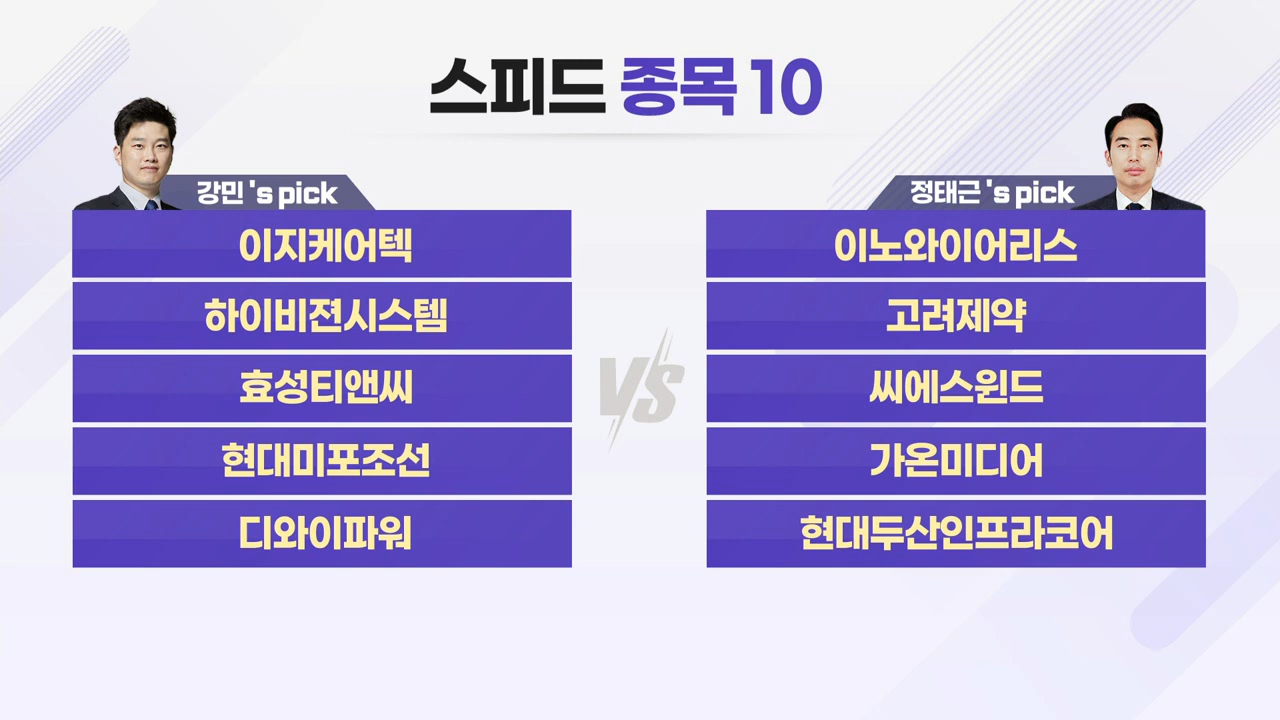 스피드 종목 10
강민 's pick
이지케어텍
하이비젼시스템
효성티앤씨
현대미포조선
디와이파워
VS
정태근 's pick
이노와이어리스
고려제약
씨에스윈드
가온미디어
현대두산인프라코어